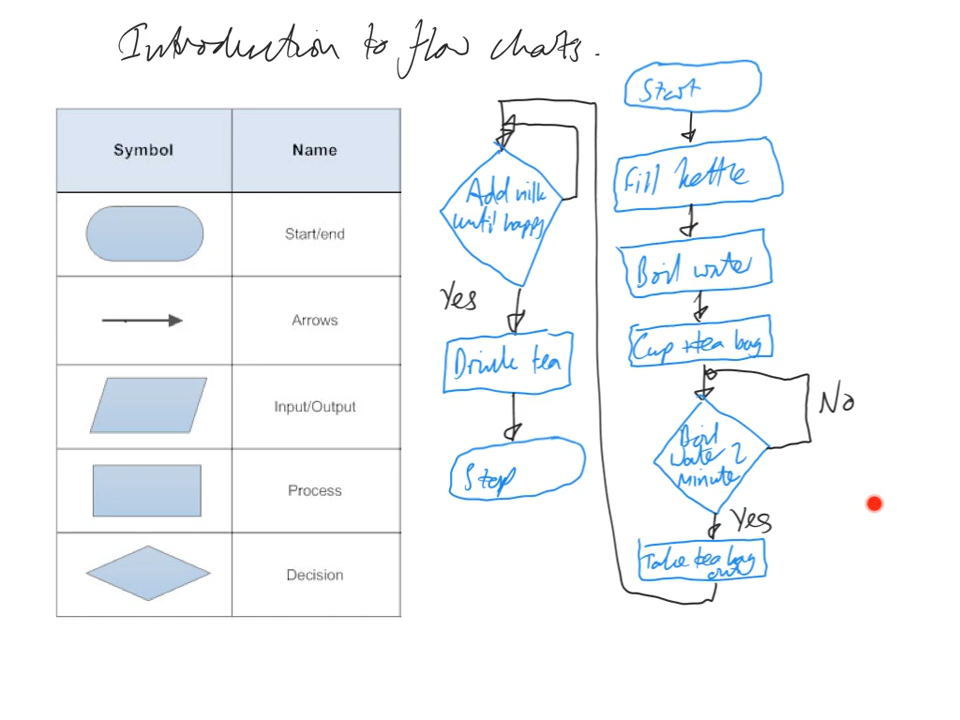 Introduction to flow charts.
Symbol Name
Start/end
Arrows
Input/Output
Process
Decision
Start
Fill kettle
Boil water
Cup + tea bag
Boil
water 2
minute
No
Yes
Take tea bag
out
Add milk
until happy
Yes
Drink tea
Stop